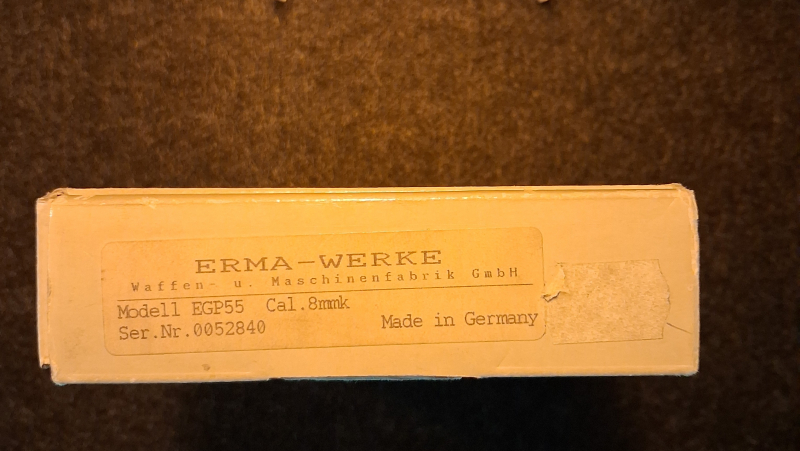 ERMA-WERKE
Waffen- u. Maschinenfabrik GmbH
Modell EGP55 Cal.8mmk
Ser.Nr.0052840
Made in Germany